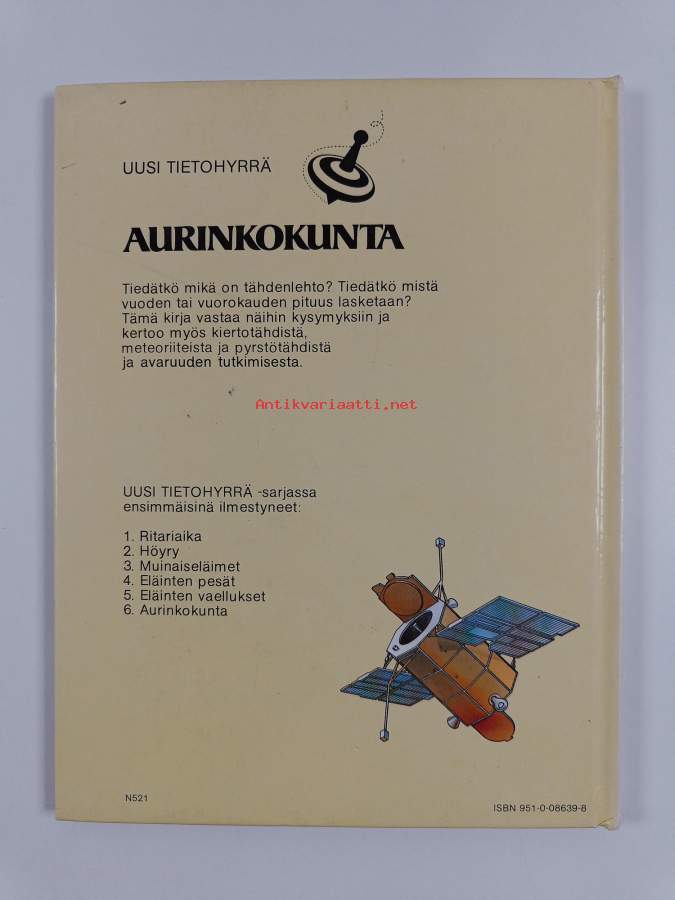 UUSI TIETOHYRRÄ
AURINKOKUNTA
Tiedätkö mikä on tähdenlehto? Tiedätkö mistä
vuoden tai vuorokauden pituus lasketaan?
Tämä kirja vastaa näihin kysymyksiin ja
kertoo myös kiertotähdistä,
meteoriiteista ja pyrstötähdistä
ja avaruuden tutkimisesta.
Antikvariaatti.net
UUSI TIETOHYRRÄ -sarjassa
ensimmäisinä ilmestyneet:
1. Ritariaika
2. Höyry
3. Muinaiseläimet
4. Eläinten pesät
5. Eläinten vaellukset
6. Aurinkokunta
N521
ISBN 951-0-08639-8